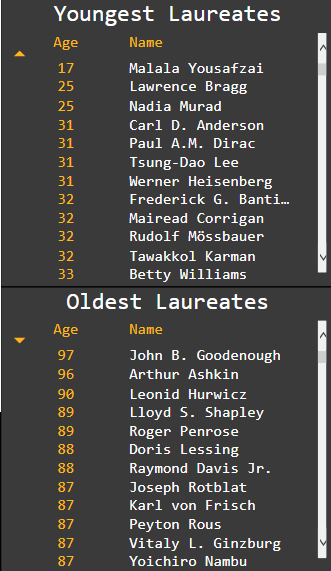 Youngest Laureates
Age Name
17 Malala Yousafzai
25 Lawrence Bragg
25 Nadia Murad
31 Carl D. Anderson
31 Paul A.M. Dirac
31 Tsung-Dao Lee
31 Werner Heisenberg
32 Frederick G. Banti…
32 Mairead Corrigan
32 Rudolf Mössbauer
32 Tawakkol Karman
33 Betty Williams
Oldest Laureates
Age Name
97 John B. Goodenough
96 Arthur Ashkin
90 Leonid Hurwicz
89 Lloyd S. Shapley
89 Roger Penrose
88 Doris Lessing
88 Raymond Davis Jr.
87 Joseph Rotblat
87 Karl von Frisch
87 Peyton Rous
87 Vitaly L. Ginzburg
87 Yoichiro Nambu